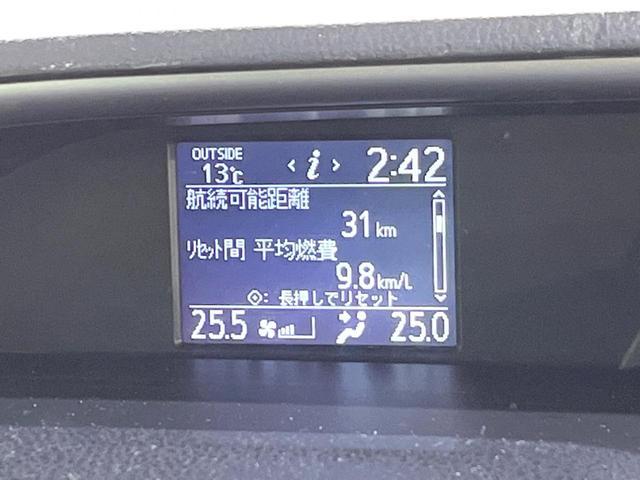 OUTSIDE
13℃
< i > 2:42
航続可能距離
31 km
リセット間 平均燃費
9.8 km/L
: 長押しでリセット
25.5 25.0